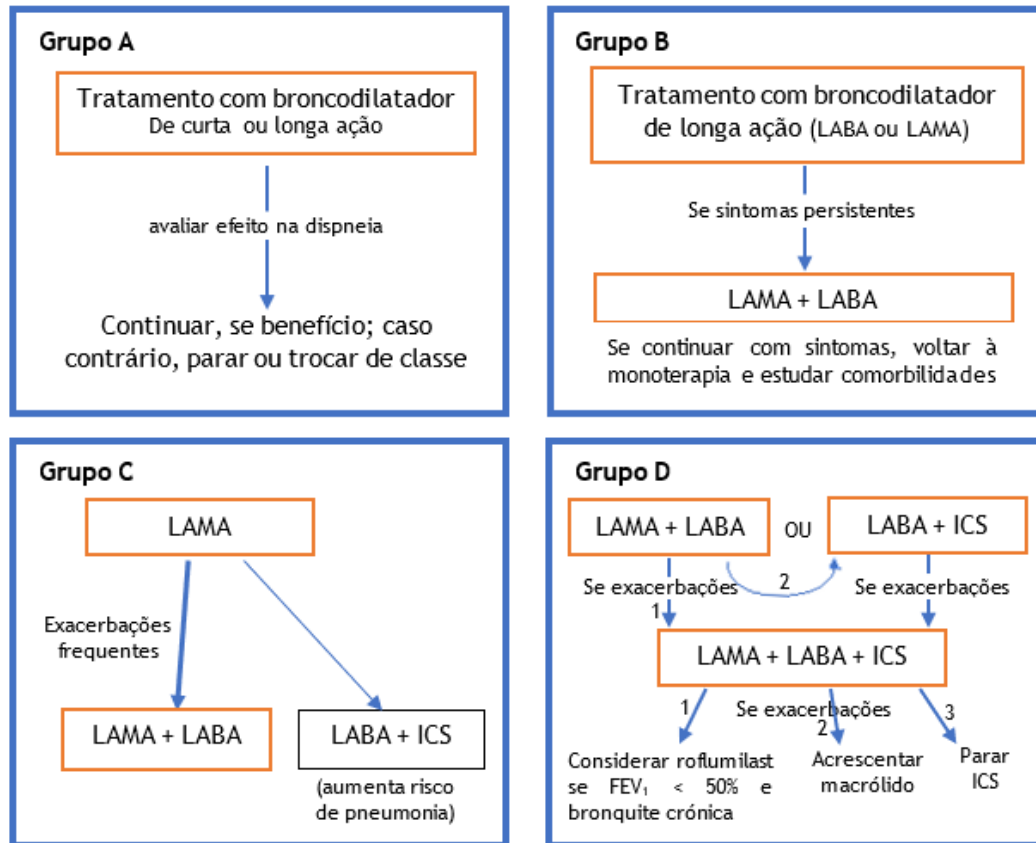 Grupo A
Tratamento com broncodilatador
De curta ou longa ação
avaliar efeito na dispneia
Continuar, se benefício; caso
contrário, parar ou trocar de classe
Grupo B
Tratamento com broncodilatador
de longa ação (LABA ou LAMA)
Se sintomas persistentes
LAMA + LABA
Se continuar com sintomas, voltar à
monoterapia e estudar comorbilidades
Grupo C
LAMA
Exacerbações
frequentes
LAMA + LABA
LABA + ICS
(aumenta risco
de pneumonia)
Grupo D
LAMA + LABA
OU
LABA + ICS
Se exacerbações
2
Se exacerbações
1
LAMA + LABA + ICS
1
Se exacerbações
2
3
Considerar roflumilast
se FEV₁ < 50% e
bronquite crónica
Acrescentar
macrólido
Parar
ICS